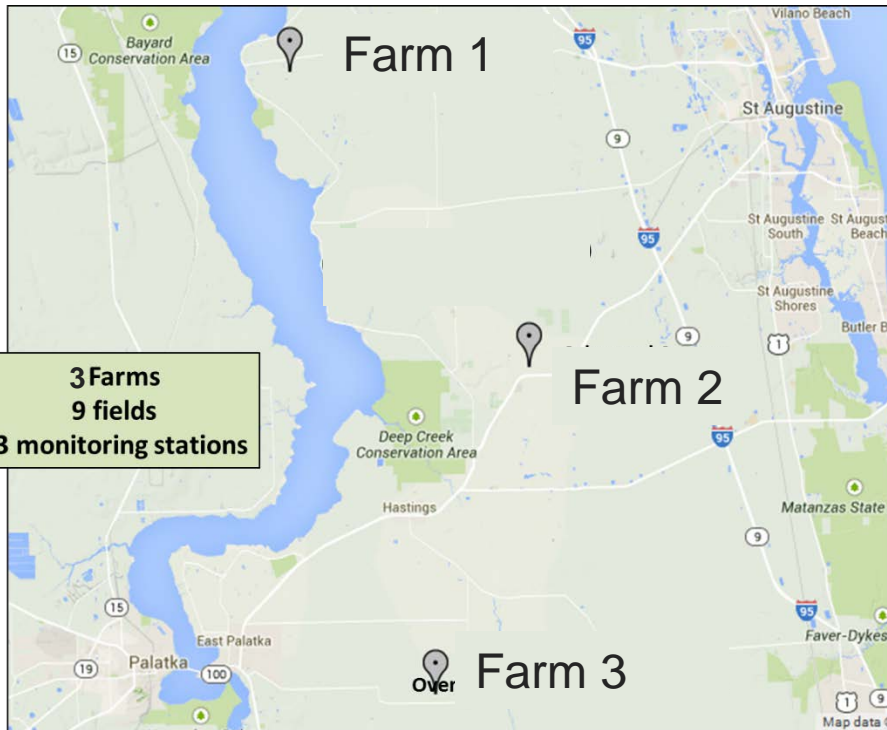 Vilano Beach
Bayard
Conservation Area
15
Farm 1
95
St Augustine
9
St Augustine
South
St August
Beach
95
St Augustine
Shores
Butler B
9
1
Farm 2
3 Farms
9 fields
monitoring stations
Deep Creek
Conservation Area
95
Hastings
Matanzas State
9
15
95
East Palatka
Faver-Dykes
19
Palatka
100
Over
Farm 3
1
9
Map data